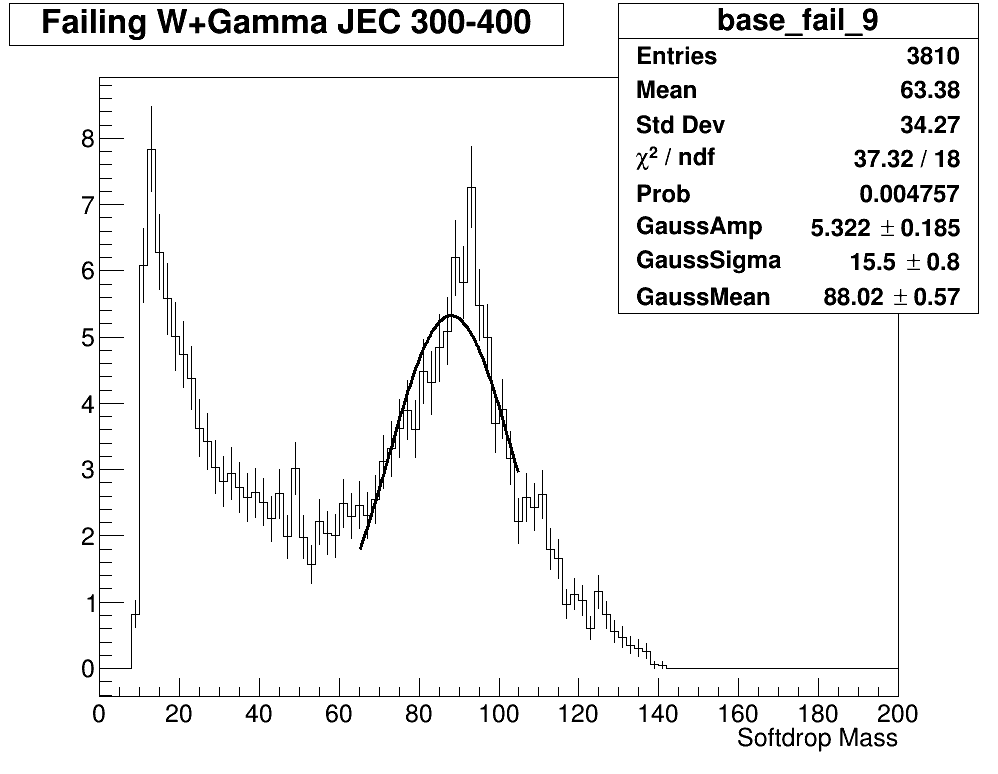 Failing W+Gamma JEC 300-400
base_fail_9
Entries 3810
Mean 63.38
Std Dev 34.27
χ² / ndf 37.32 / 18
Prob 0.004757
GaussAmp 5.322 ± 0.185
GaussSigma 15.5 ± 0.8
GaussMean 88.02 ± 0.57
8
7
6
5
4
3
2
1
0
0 20 40 60 80 100 120 140 160 180 200
Softdrop Mass